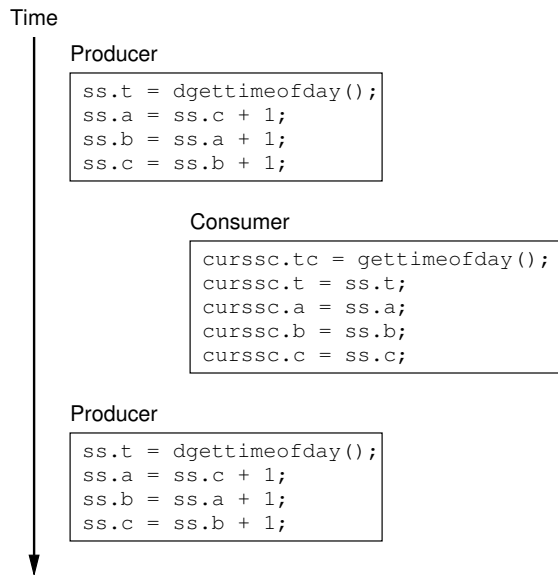 Time
Producer
ss.t = dgettimeofday();
ss.a = ss.c + 1;
ss.b = ss.a + 1;
ss.c = ss.b + 1;
Consumer
curssc.tc = gettimeofday();
curssc.t = ss.t;
curssc.a = ss.a;
curssc.b = ss.b;
curssc.c = ss.c;
Producer
ss.t = dgettimeofday();
ss.a = ss.c + 1;
ss.b = ss.a + 1;
ss.c = ss.b + 1;